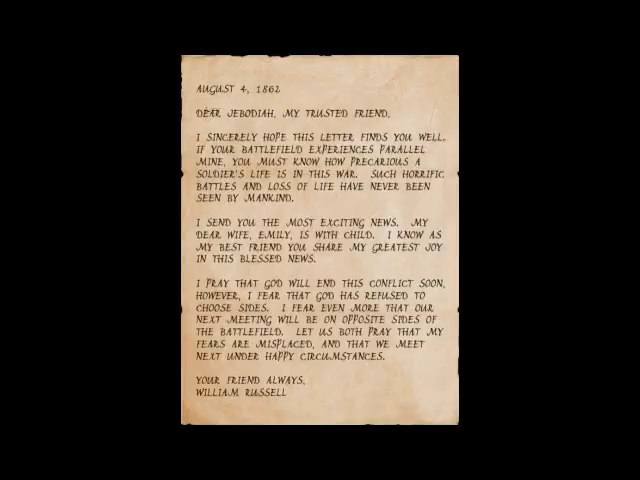 AUGUST 4, 1862
DEAR JEBODIAH, MY TRUSTED FRIEND,
I SINCERELY HOPE THIS LETTER FINDS YOU WELL.
IF YOUR BATTLEFIELD EXPERIENCES PARALLEL
MINE, YOU MUST KNOW HOW PRECARIOUS A
SOLDIER'S LIFE IS IN THIS WAR. SUCH HORRIFIC
BATTLES AND LOSS OF LIFE HAVE NEVER BEEN
SEEN BY MANKIND.
I SEND YOU THE MOST EXCITING NEWS. MY
DEAR WIFE, EMILY, IS WITH CHILD. I KNOW AS
MY BEST FRIEND YOU SHARE MY GREATEST JOY
IN THIS BLESSED NEWS.
I PRAY THAT GOD WILL END THIS CONFLICT SOON,
HOWEVER, I FEAR THAT GOD HAS REFUSED TO
CHOOSE SIDES. I FEAR EVEN MORE THAT OUR
NEXT MEETING WILL BE ON OPPOSITE SIDES OF
THE BATTLEFIELD. LET US BOTH PRAY THAT MY
FEARS ARE MISPLACED, AND THAT WE MEET
NEXT UNDER HAPPY CIRCUMSTANCES.
YOUR FRIEND ALWAYS,
WILLIAM RUSSELL